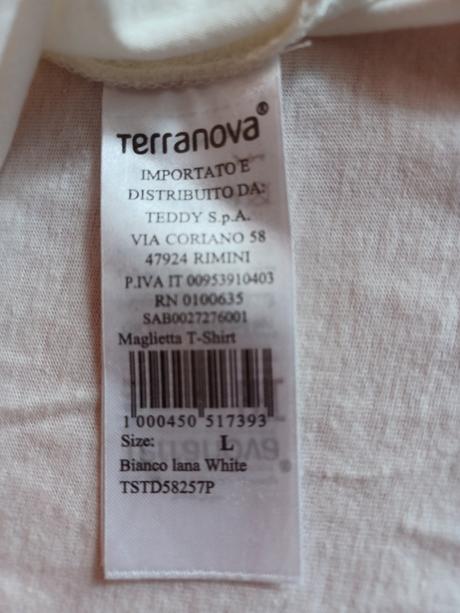 Terranova®
IMPORTATO E
DISTRIBUITO DA:
TEDDY S.p.A.
VIA CORIANO 58
47924 RIMINI
P.IVA IT 00953910403
RN 0100635
SAB0027276001
Maglietta T-Shirt
1 000450 517393
Size: L
Bianco lana White
TSTD58257P